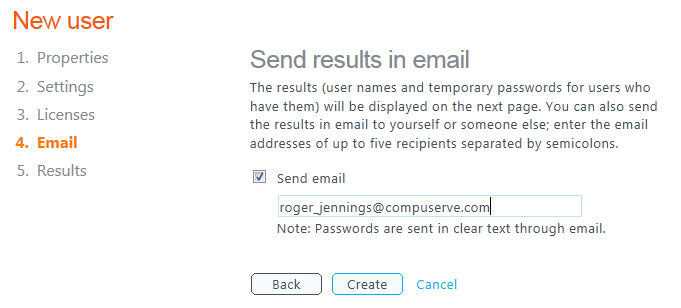 New user
1. Properties
2. Settings
3. Licenses
4. Email
5. Results
Send results in email
The results (user names and temporary passwords for users who
have them) will be displayed on the next page. You can also send
the results in email to yourself or someone else; enter the email
addresses of up to five recipients separated by semicolons.
Send email
roger_jennings@compuserve.com
Note: Passwords are sent in clear text through email.
Back Create Cancel